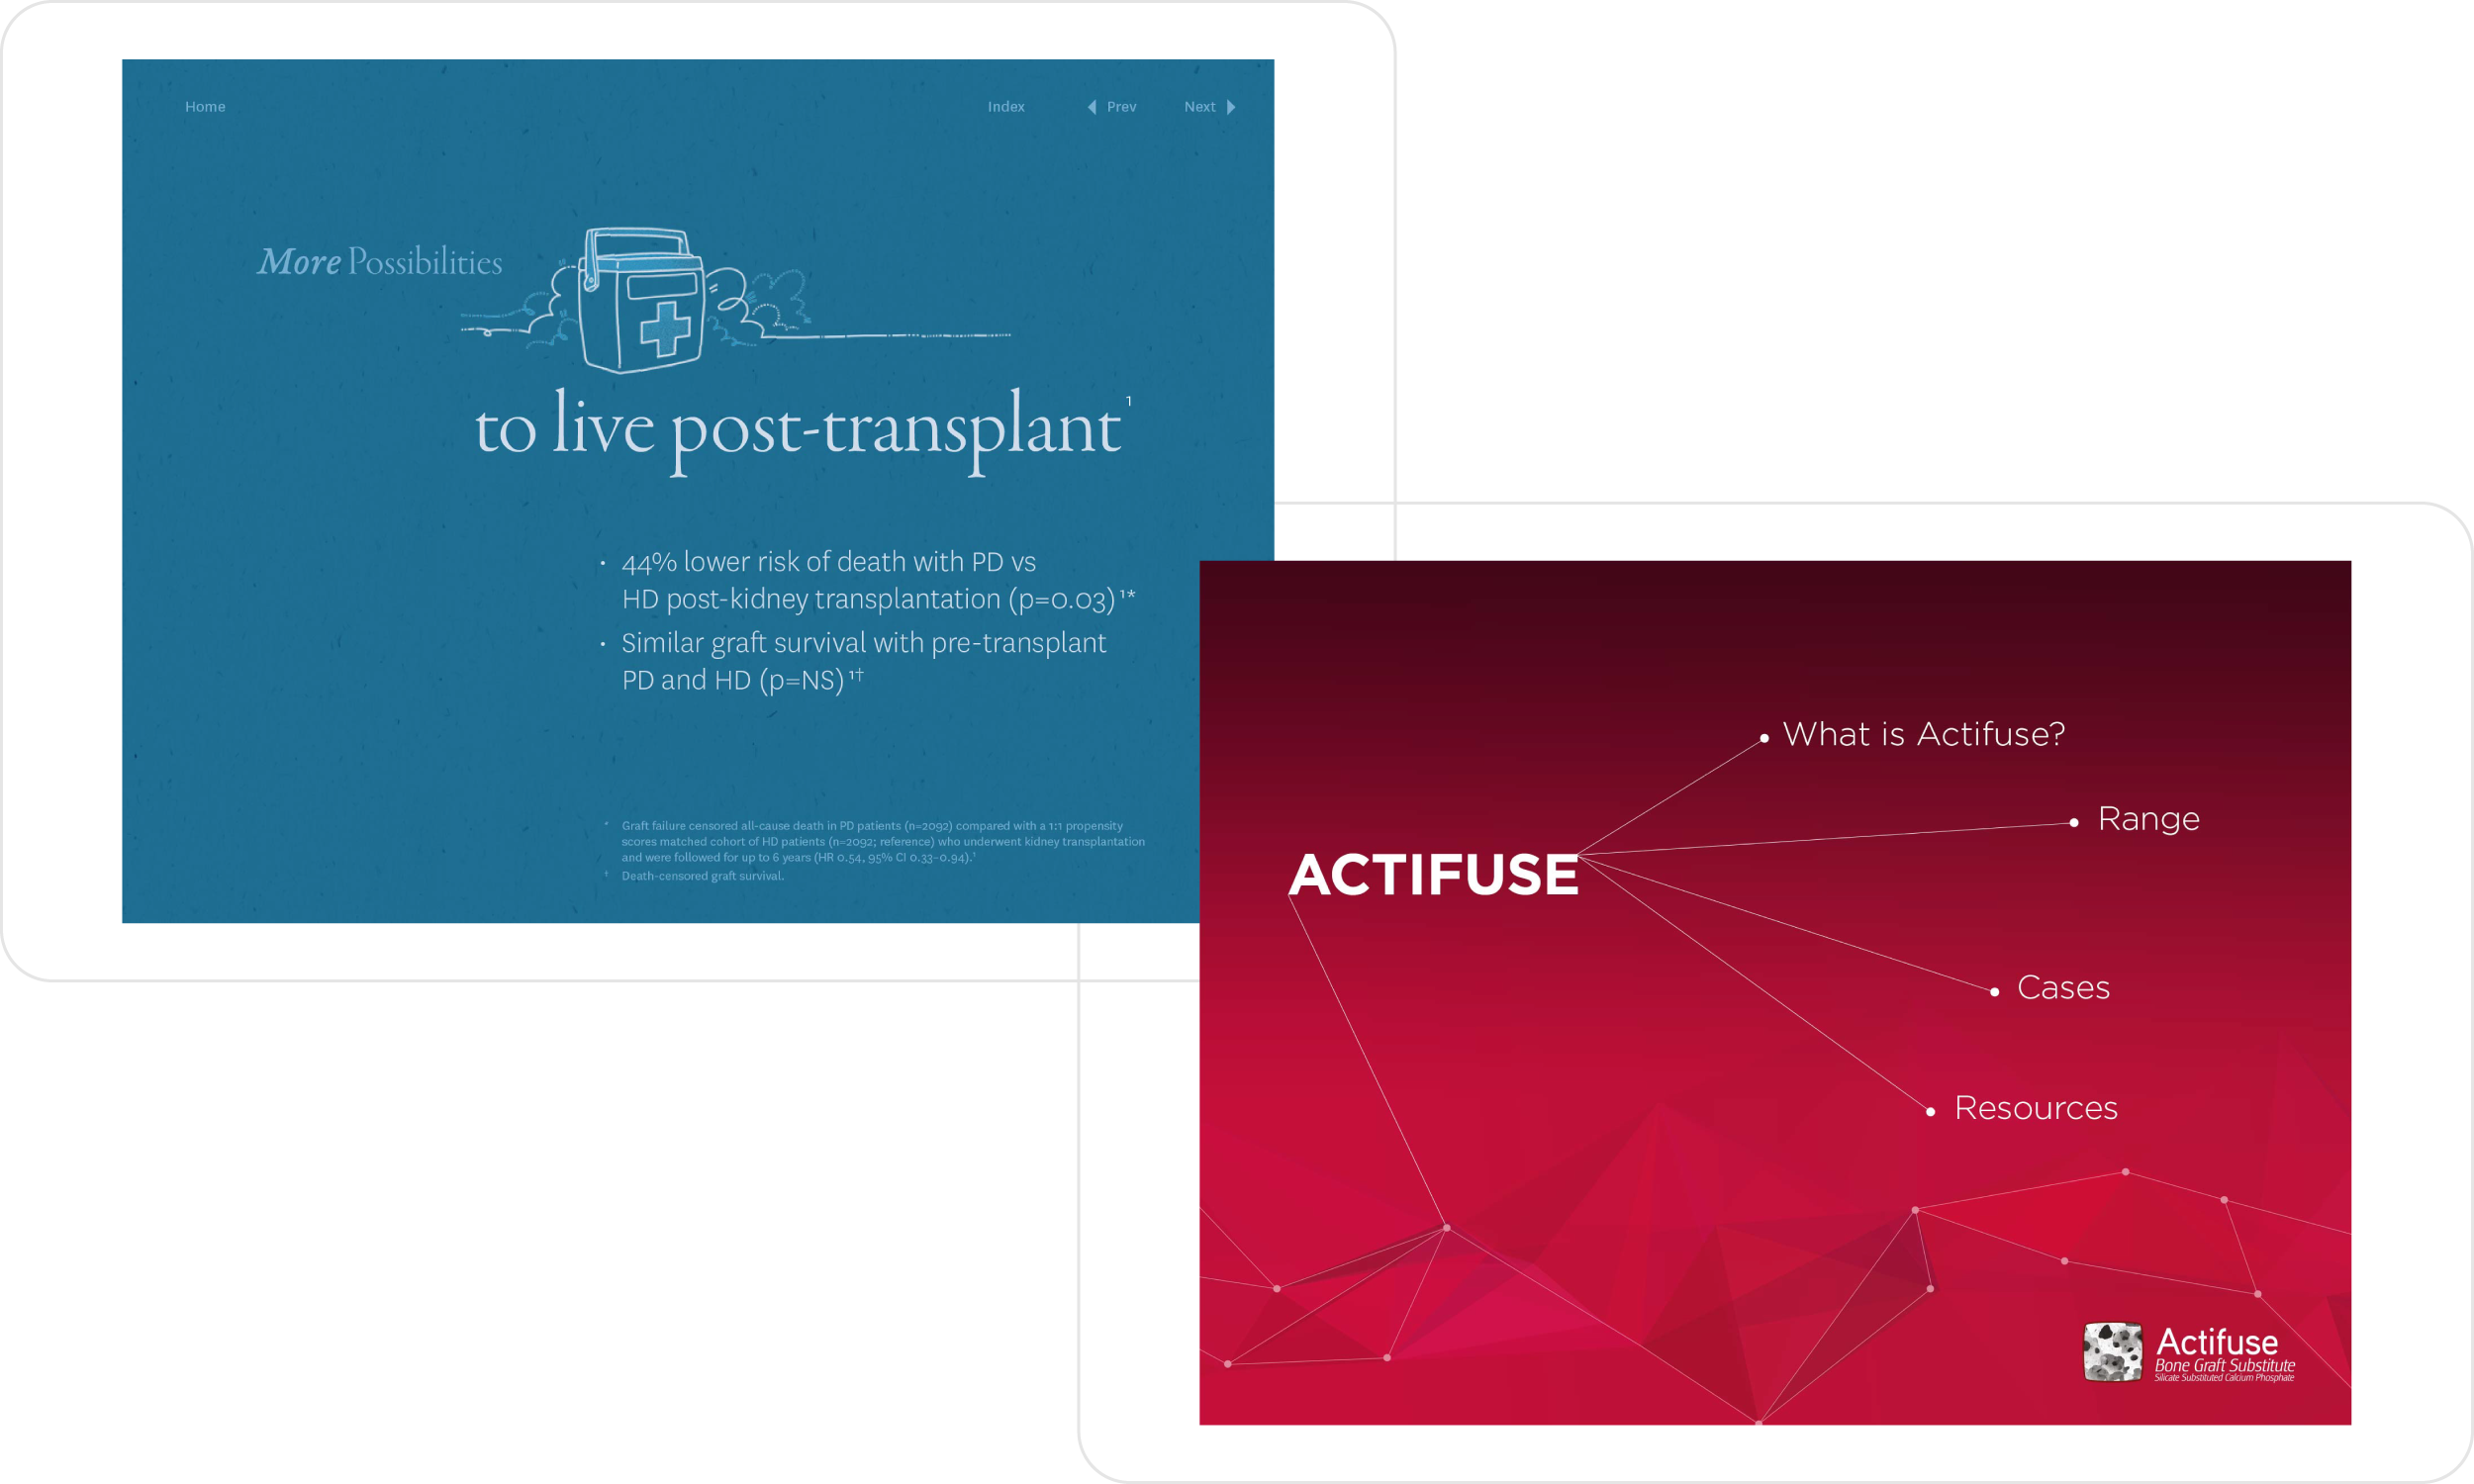 Home
Index
Prev
Next
More Possibilities
to live post-transplant¹
• 44% lower risk of death with PD vs
HD post-kidney transplantation (p=0.03)¹*
• Similar graft survival with pre-transplant
PD and HD (p=NS)¹†
* Graft failure censored all-cause death in PD patients (n=2092) compared with a 1:1 propensity
scores matched cohort of HD patients (n=2092; reference) who underwent kidney transplantation
and were followed for up to 6 years (HR 0.54, 95% CI 0.33–0.94).¹
† Death-censored graft survival.
What is Actifuse?
Range
ACTIFUSE
Cases
Resources
Actifuse
Bone Graft Substitute
Silicate Substituted Calcium Phosphate